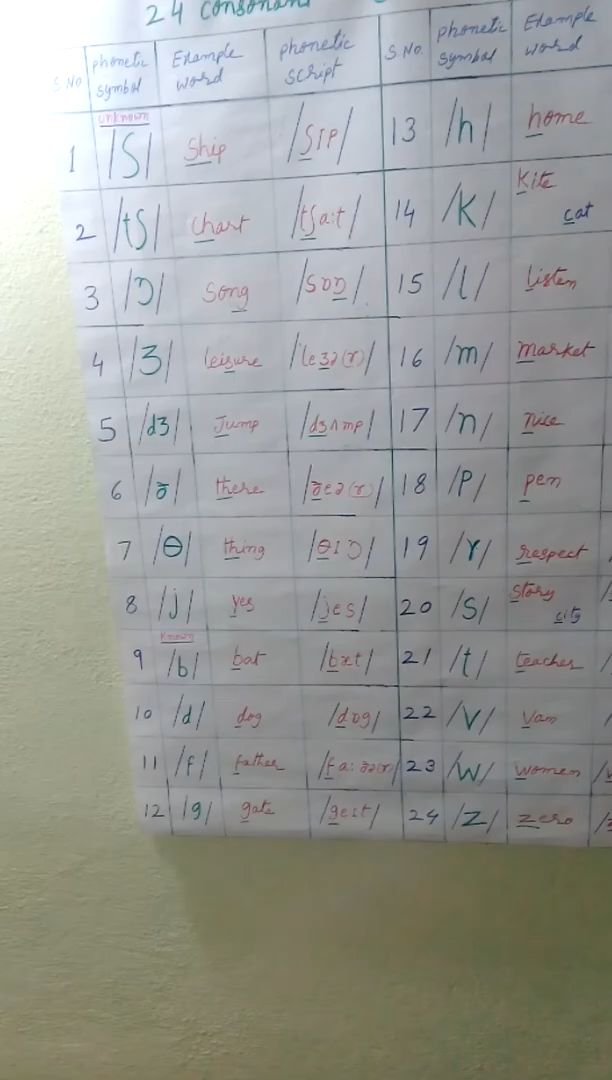 24 consonant
S.No. phonetic symbol Example word phonetic script S No. phonetic symbol Example word
unknown
1 /ʃ/ Ship /ʃɪp/ 13 /h/ home
2 /tʃ/ chart /tʃa:t/ 14 /k/ kite cat
3 /Ŋ/ Song /sɒŋ/ 15 /l/ listen
4 /ʒ/ leisure /ˈleʒə(r)/ 16 /m/ market
5 /dʒ/ Jump /dʒʌmp/ 17 /n/ nice
6 /ð/ there /ðeə(r)/ 18 /p/ pen
7 /θ/ thing /θɪŋ/ 19 /r/ respect
8 /j/ yes /jes/ 20 /s/ story city
known
9 /b/ bat /bæt/ 21 /t/ teacher
10 /d/ dog /dɒg/ 22 /v/ van
11 /f/ father /fa:ðə(r)/ 23 /w/ women
12 /g/ gate /geɪt/ 24 /z/ zero